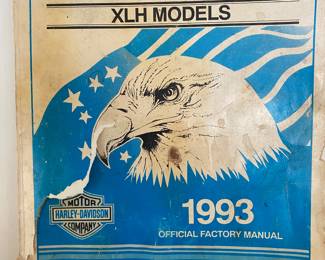 XLH MODELS
MOTOR
HARLEY-DAVIDSON
COMPANY
1993
OFFICIAL FACTORY MANUAL